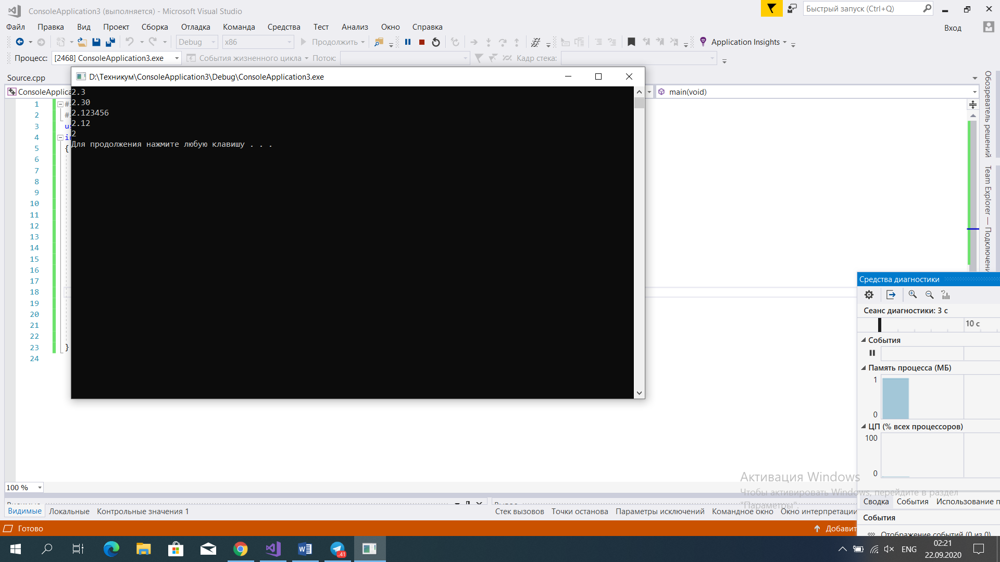 ConsoleApplication3 (выполняется) - Microsoft Visual Studio
Быстрый запуск (Ctrl+Q)
Файл Правка Вид Проект Сборка Отладка Команда Средства Тест Анализ Окно Справка
Вход
Debug x86 Продолжить Application Insights
Процесс: [2468] ConsoleApplication3.exe События жизненного цикла Поток: Кадр стека:
Source.cpp
D:\Техникум\ConsoleApplication3\Debug\ConsoleApplication3.exe
main(void)
2.3
2.30
2.123456
2.12
2
Для продолжения нажмите любую клавишу . . .
1
2
3
4
5 {
6
7
8
9
10
11
12
13
14
15
16
17
18
19
20
21
22
23 }
24
Обозреватель решений
Team Explorer —
Средства диагностики
Сеанс диагностики: 3 с
10 с
События
Память процесса (МБ)
1
0
ЦП (% всех процессоров)
100
0
Активация Windows
Чтобы активировать Windows, перейдите в раздел
"Параметры".
100 %
Видимые Локальные Контрольные значения 1
Стек вызовов Точки останова Параметры исключений Командное окно Окно интерпретации
Сводка События Использование
События
Отображение событий (0 из 0)
Готово
41
ENG
02:21
22.09.2020